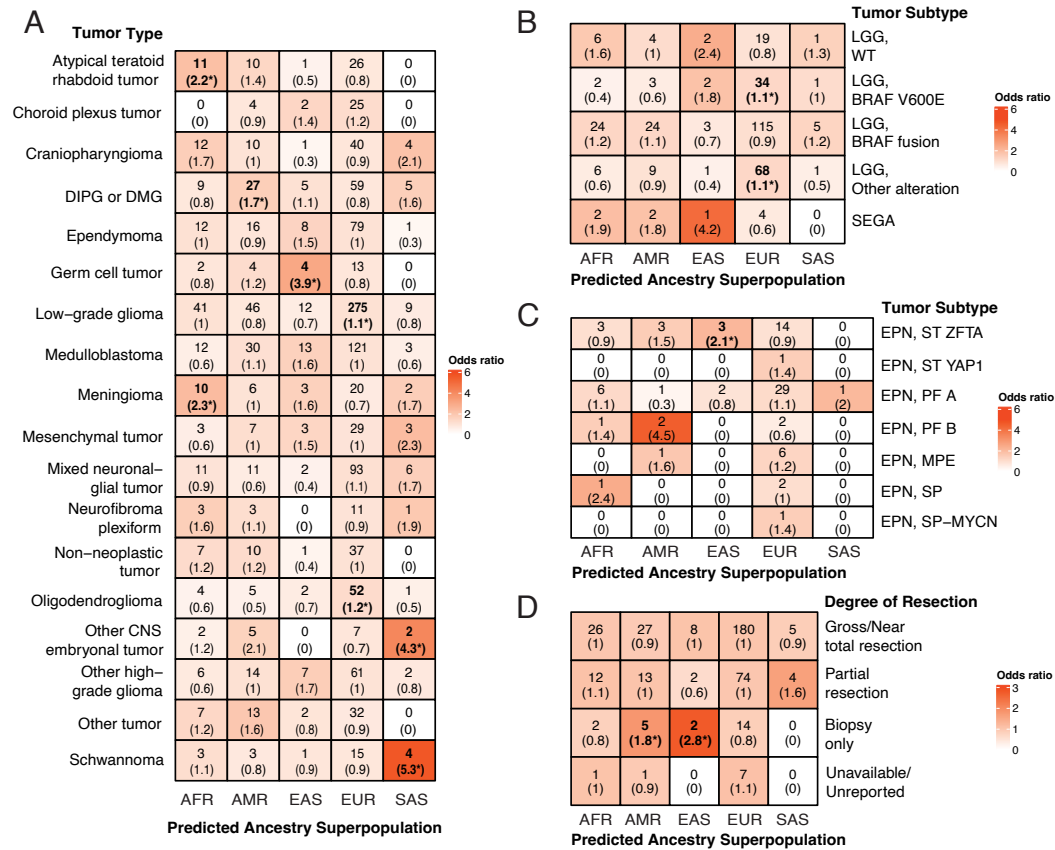 A
Tumor Type
Atypical teratoid
rhabdoid tumor
11 10 1 26 0
(2.2*) (1.4) (0.5) (0.8) (0)
Choroid plexus tumor
0 4 2 25 0
(0) (0.9) (1.4) (1.2) (0)
Craniopharyngioma
12 10 1 40 4
(1.7) (1) (0.3) (0.9) (2.1)
DIPG or DMG
9 27 5 59 5
(0.8) (1.7*) (1.1) (0.8) (1.6)
Ependymoma
12 16 8 79 1
(1) (0.9) (1.5) (1) (0.3)
Germ cell tumor
2 4 4 13 0
(0.8) (1.2) (3.9*) (0.8) (0)
Low−grade glioma
41 46 12 275 9
(1) (0.8) (0.7) (1.1*) (0.8)
Medulloblastoma
12 30 13 121 3
(0.6) (1.1) (1.6) (1) (0.6)
Meningioma
10 6 3 20 2
(2.3*) (1) (1.6) (0.7) (1.7)
Mesenchymal tumor
3 7 3 29 3
(0.6) (1) (1.5) (1) (2.3)
Mixed neuronal−
glial tumor
11 11 2 93 6
(0.9) (0.6) (0.4) (1.1) (1.7)
Neurofibroma
plexiform
3 3 0 11 1
(1.6) (1.1) (0) (0.9) (1.9)
Non−neoplastic
tumor
7 10 1 37 0
(1.2) (1.2) (0.4) (1) (0)
Oligodendroglioma
4 5 2 52 1
(0.6) (0.5) (0.7) (1.2*) (0.5)
Other CNS
embryonal tumor
2 5 0 7 2
(1.2) (2.1) (0) (0.7) (4.3*)
Other high−
grade glioma
6 14 7 61 2
(0.6) (1) (1.7) (1) (0.8)
Other tumor
7 13 2 32 0
(1.2) (1.6) (0.8) (0.9) (0)
Schwannoma
3 3 1 15 4
(1.1) (0.8) (0.9) (0.9) (5.3*)
AFR AMR EAS EUR SAS
Predicted Ancestry Superpopulation
Odds ratio
6
4
2
0
B
Tumor Subtype
6 4 2 19 1
(1.6) (1) (2.4) (0.8) (1.3)
LGG,
WT
2 3 2 34 1
(0.4) (0.6) (1.8) (1.1*) (1)
LGG,
BRAF V600E
24 24 3 115 5
(1.2) (1.1) (0.7) (0.9) (1.2)
LGG,
BRAF fusion
6 9 1 68 1
(0.6) (0.9) (0.4) (1.1*) (0.5)
LGG,
Other alteration
2 2 1 4 0
(1.9) (1.8) (4.2) (0.6) (0)
SEGA
AFR AMR EAS EUR SAS
Predicted Ancestry Superpopulation
Odds ratio
6
4
2
0
C
Tumor Subtype
3 3 3 14 0
(0.9) (1.5) (2.1*) (0.9) (0)
EPN, ST ZFTA
0 0 0 1 0
(0) (0) (0) (1.4) (0)
EPN, ST YAP1
6 1 2 29 1
(1.1) (0.3) (0.8) (1.1) (2)
EPN, PF A
1 2 0 2 0
(1.4) (4.5) (0) (0.6) (0)
EPN, PF B
0 1 0 6 0
(0) (1.6) (0) (1.2) (0)
EPN, MPE
1 0 0 2 0
(2.4) (0) (0) (1) (0)
EPN, SP
0 0 0 1 0
(0) (0) (0) (1.4) (0)
EPN, SP−MYCN
AFR AMR EAS EUR SAS
Predicted Ancestry Superpopulation
Odds ratio
6
4
2
0
D
Degree of Resection
26 27 8 180 5
(1) (0.9) (1) (1) (0.9)
Gross/Near
total resection
12 13 2 74 4
(1.1) (1) (0.6) (1) (1.6)
Partial
resection
2 5 2 14 0
(0.8) (1.8*) (2.8*) (0.8) (0)
Biopsy
only
1 1 0 7 0
(1) (0.9) (0) (1.1) (0)
Unavailable/
Unreported
AFR AMR EAS EUR SAS
Predicted Ancestry Superpopulation
Odds ratio
3
2
1
0